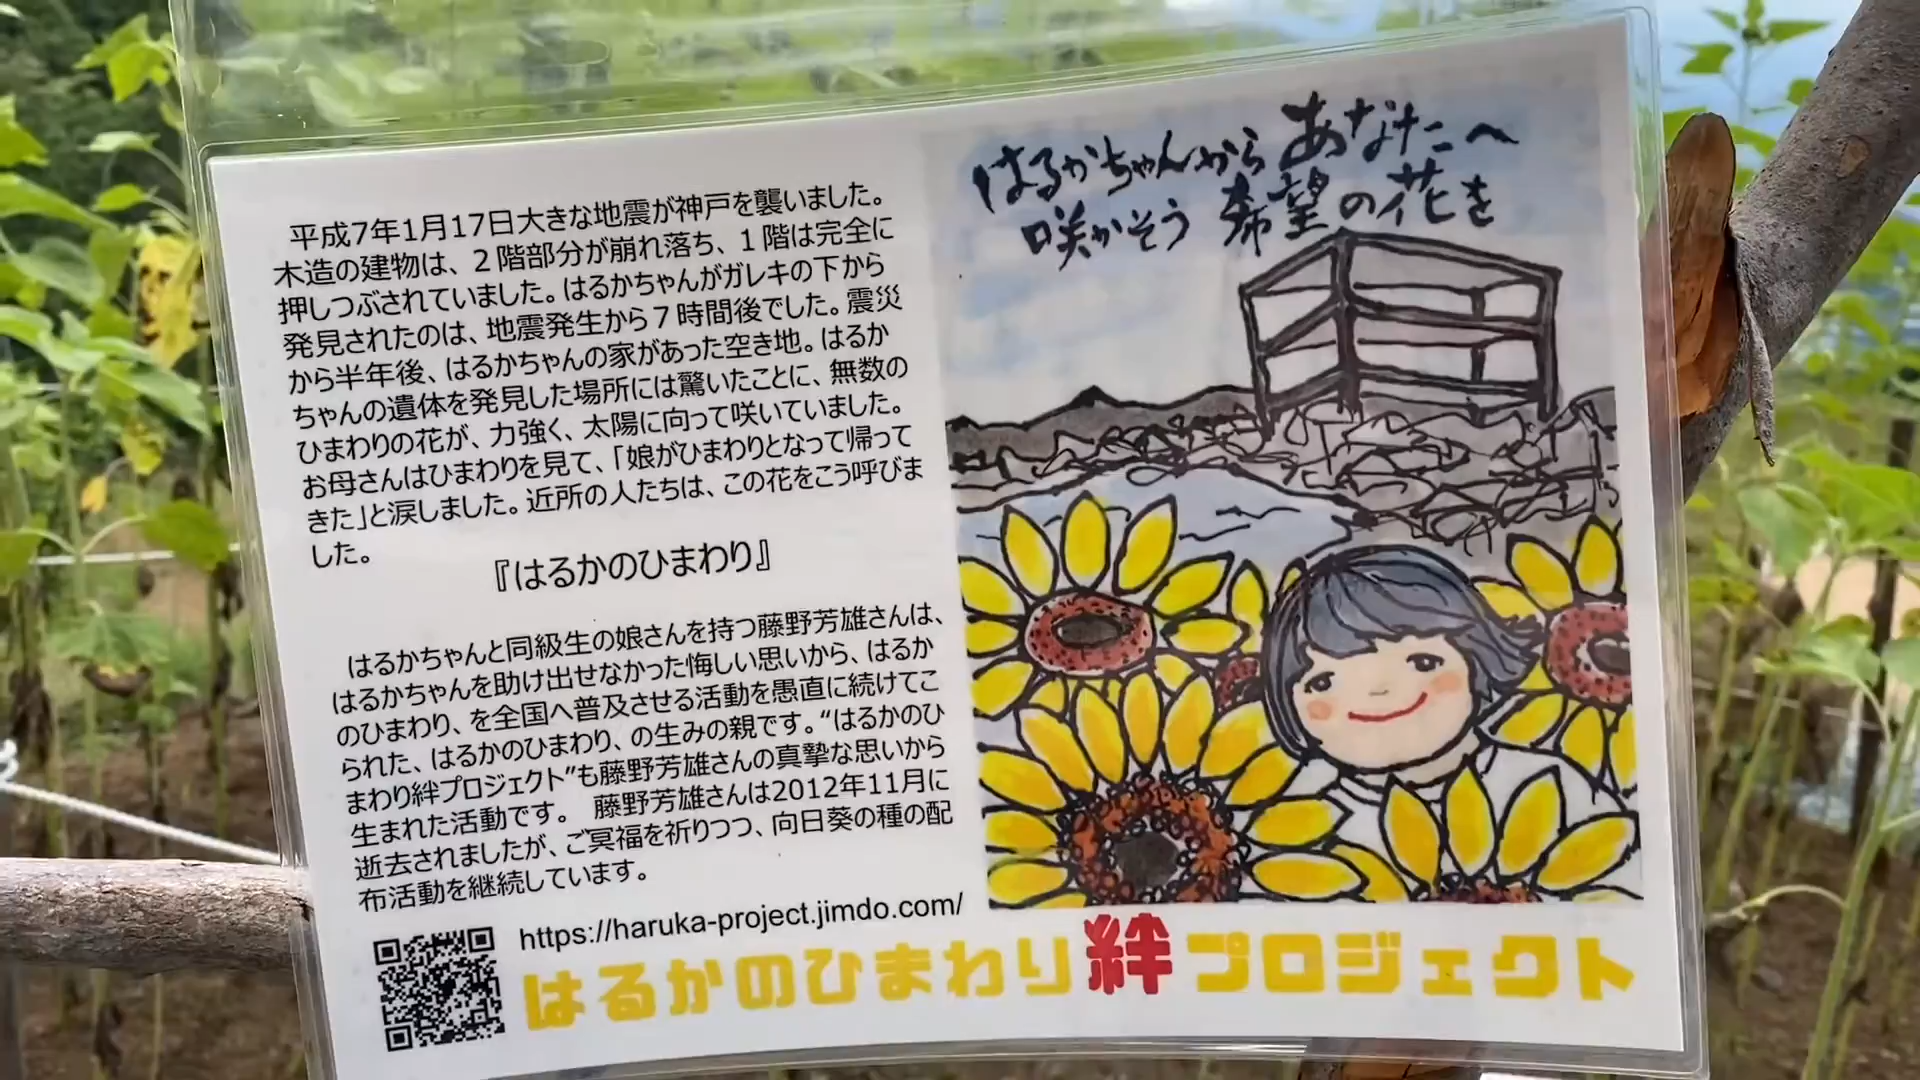 平成7年1月17日大きな地震が神戸を襲いました。
木造の建物は、2階部分が崩れ落ち、1階は完全に
押しつぶされていました。はるかちゃんがガレキの下から
発見されたのは、地震発生から7時間後でした。震災
から半年後、はるかちゃんの家があった空き地。はるか
ちゃんの遺体を発見した場所には驚いたことに、無数の
ひまわりの花が、力強く、太陽に向って咲いていました。
お母さんはひまわりを見て、「娘がひまわりとなって帰って
きた」と涙しました。近所の人たちは、この花をこう呼びま
した。
『はるかのひまわり』
はるかちゃんと同級生の娘さんを持つ藤野芳雄さんは、
はるかちゃんを助け出せなかった悔しい思いから、はるか
のひまわり、を全国へ普及させる活動を愚直に続けてこ
られた、はるかのひまわり、の生みの親です。“はるかのひ
まわり絆プロジェクト”も藤野芳雄さんの真摯な思いから
生まれた活動です。 藤野芳雄さんは2012年11月に
逝去されましたが、ご冥福を祈りつつ、向日葵の種の配
布活動を継続しています。
https://haruka-project.jimdo.com/
はるかちゃんから あなたへ
咲かそう 希望の花を
はるかのひまわり絆プロジェクト